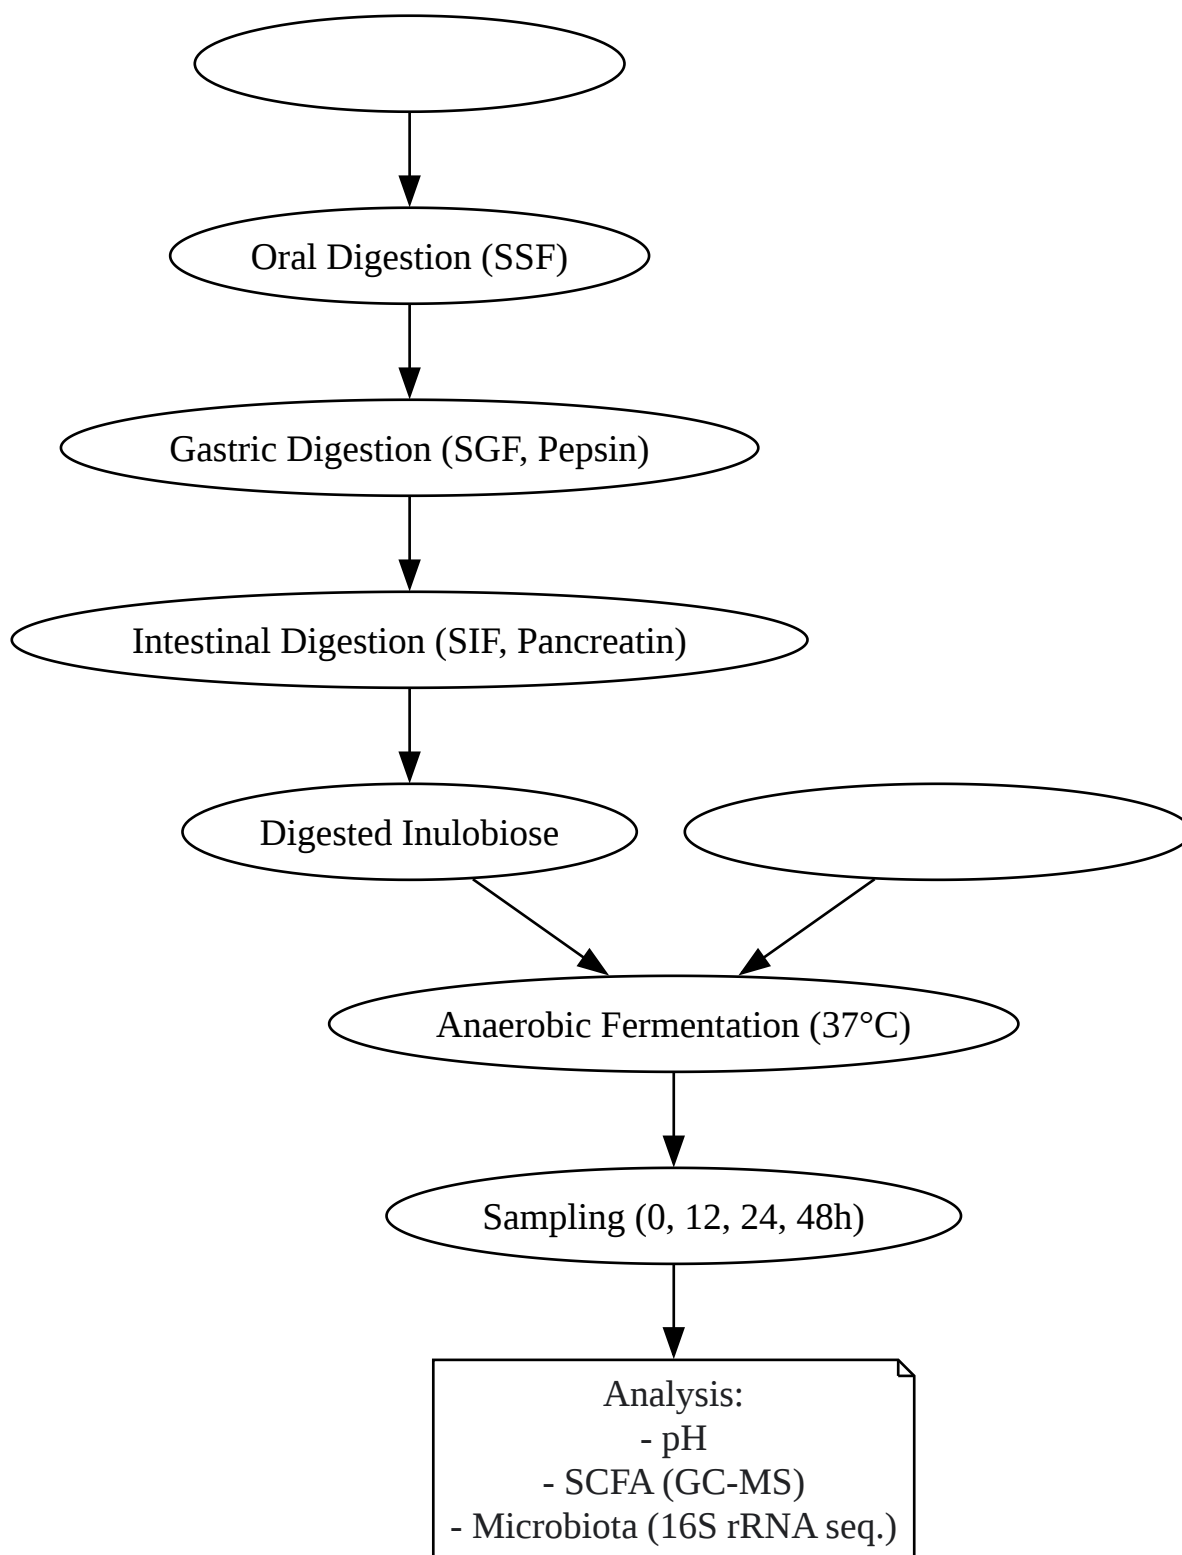 Oral Digestion (SSF)
Gastric Digestion (SGF, Pepsin)
Intestinal Digestion (SIF, Pancreatin)
Digested Inulobiose
Anaerobic Fermentation (37°C)
Sampling (0, 12, 24, 48h)
Analysis:
- pH
- SCFA (GC-MS)
- Microbiota (16S rRNA seq.)